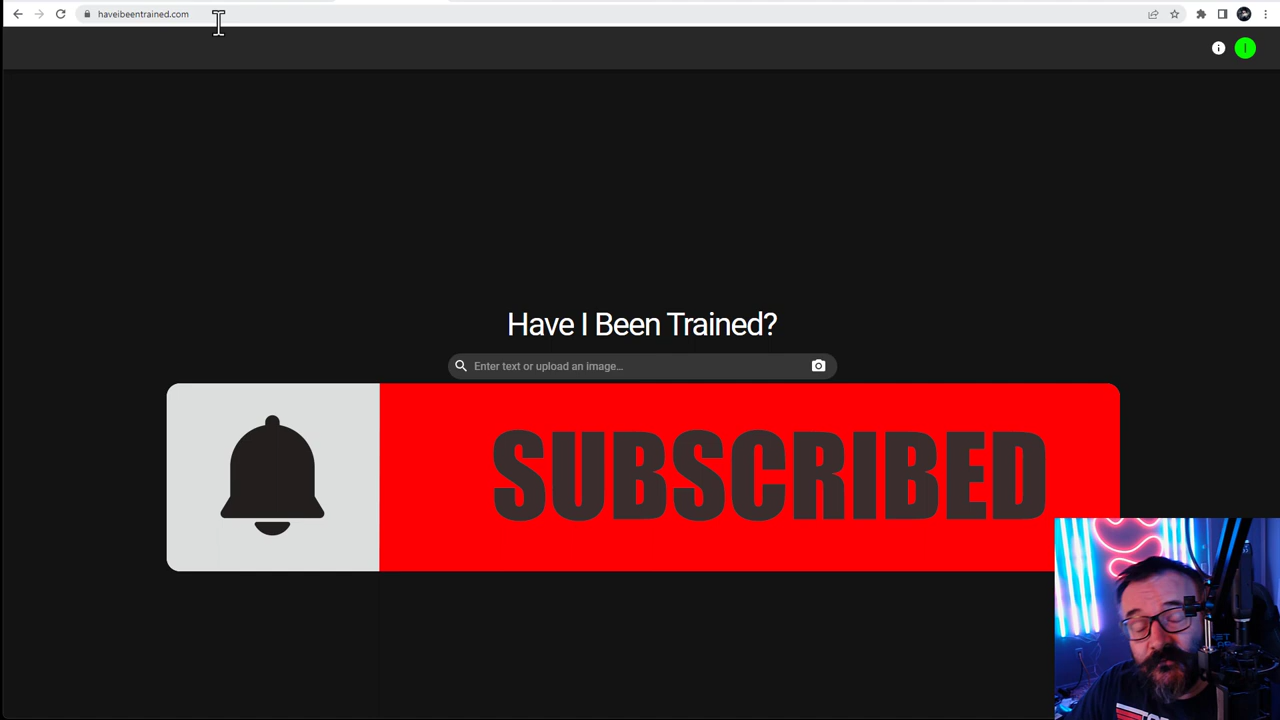 haveibeentrained.com
Have I Been Trained?
Enter text or upload an image...
SUBSCRIBED